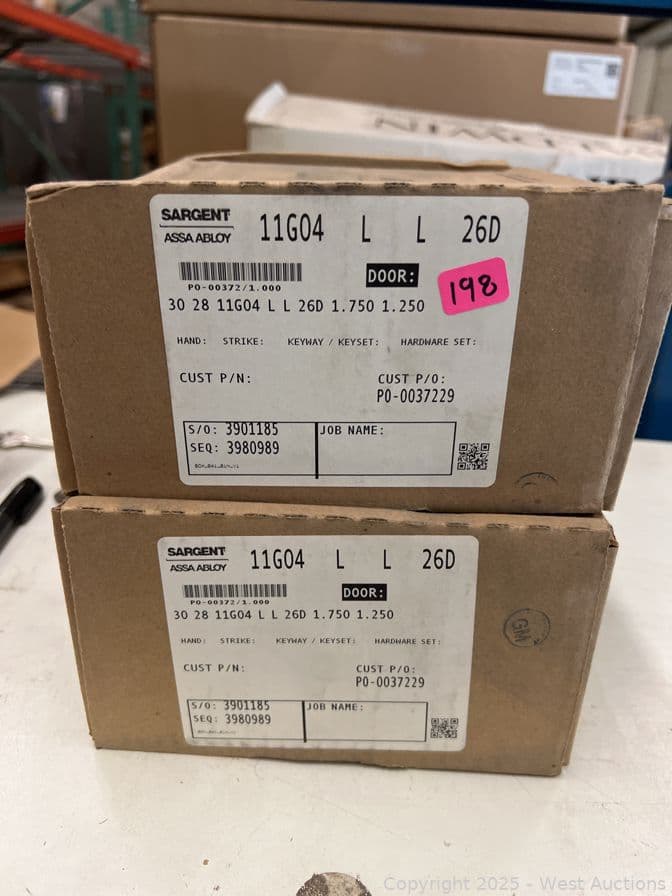 SARGENT
ASSA ABLOY
11G04 L L 26D
DOOR:
PO-00372/1.000
198
30 28 11G04 L L 26D 1.750 1.250
HAND: STRIKE: KEYWAY / KEYSET: HARDWARE SET:
CUST P/N: CUST P/O:
PO-0037229
S/O: 3901185 JOB NAME:
SEQ: 3980989
SARGENT
ASSA ABLOY
11G04 L L 26D
DOOR:
PO-00372/1.000
30 28 11G04 L L 26D 1.750 1.250
HAND: STRIKE: KEYWAY / KEYSET: HARDWARE SET:
CUST P/N: CUST P/O:
PO-0037229
S/O: 3901185 JOB NAME:
SEQ: 3980989
GM
Copyright 2025 - West Auctions